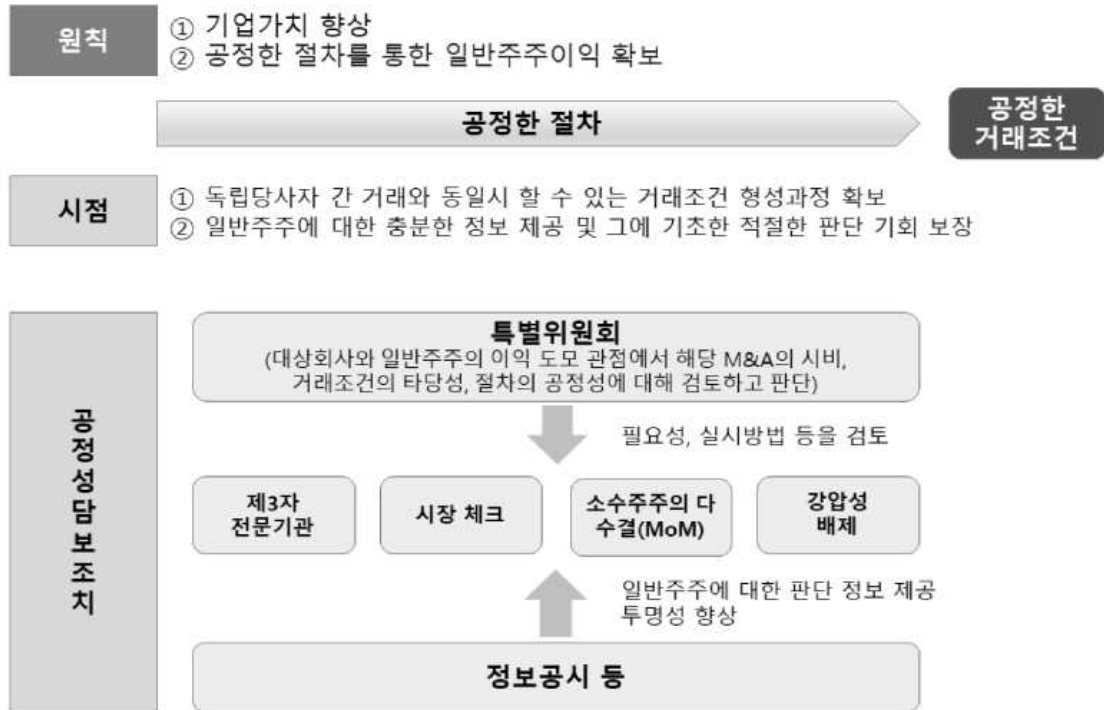 원칙
① 기업가치 향상
② 공정한 절차를 통한 일반주주이익 확보
공정한 절차
공정한
거래조건
시점
① 독립당사자 간 거래와 동일시 할 수 있는 거래조건 형성과정 확보
② 일반주주에 대한 충분한 정보 제공 및 그에 기초한 적절한 판단 기회 보장
공정성담보조치
특별위원회
(대상회사와 일반주주의 이익 도모 관점에서 해당 M&A의 시비,
거래조건의 타당성, 절차의 공정성에 대해 검토하고 판단)
필요성, 실시방법 등을 검토
제3자
전문기관
시장 체크
소수주주의 다
수결(MoM)
강압성
배제
일반주주에 대한 판단 정보 제공
투명성 향상
정보공시 등